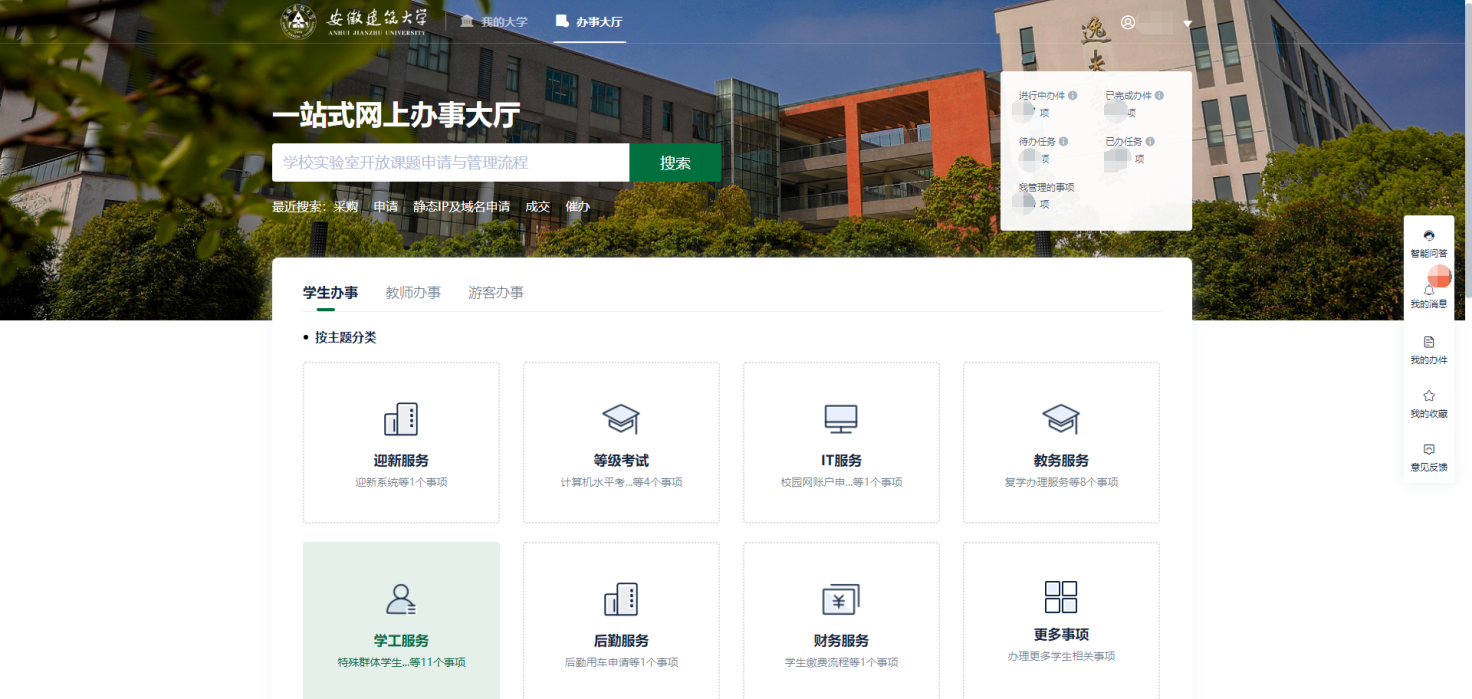 安徽建筑大学
ANHUI JIANZHU UNIVERSITY
我的大学
办事大厅
逸夫
一站式网上办事大厅
学校实验室开放课题申请与管理流程
搜索
最近搜索: 采购 申请 静态IP及域名申请 成交 催办
进行中办件 已完成办件
项 项
待办任务 已办任务
项 项
我管理的事项
项
智能问答
我的消息
我的办件
我的收藏
意见反馈
学生办事 教师办事 游客办事
按主题分类
迎新服务
迎新系统等1个事项
等级考试
计算机水平考...等4个事项
IT服务
校园网账户申...等1个事项
教务服务
复学办理服务等8个事项
学工服务
特殊群体学生...等11个事项
后勤服务
后勤用车申请等1个事项
财务服务
学生缴费流程等1个事项
更多事项
办理更多学生相关事项